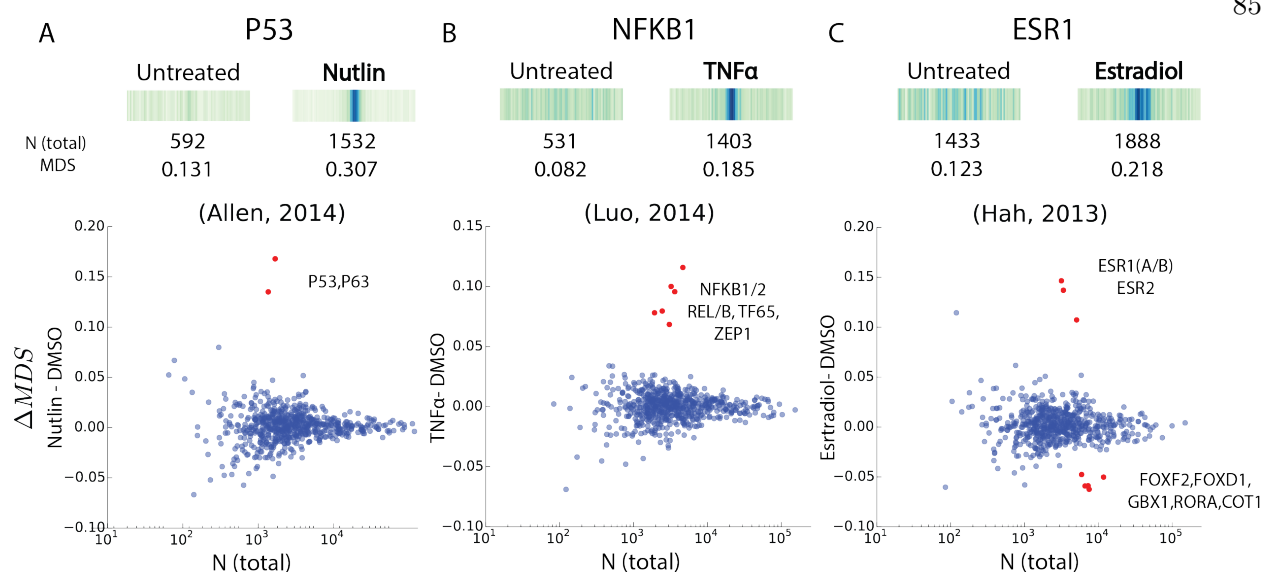 85
A P53 B NFKB1 C ESR1
Untreated Nutlin Untreated TNFα Untreated Estradiol
N (total) 592 1532 531 1403 1433 1888
MDS 0.131 0.307 0.082 0.185 0.123 0.218
(Allen, 2014)
ΔMDS
Nutlin - DMSO
0.20
0.15
0.10
0.05
0.00
−0.05
−0.10
P53,P63
10¹ 10² 10³ 10⁴
N (total)
(Luo, 2014)
TNFα- DMSO
0.15
0.10
0.05
0.00
−0.05
−0.10
NFKB1/2
REL/B, TF65,
ZEP1
10¹ 10² 10³ 10⁴ 10⁵
N (total)
(Hah, 2013)
Esrtradiol- DMSO
0.20
0.15
0.10
0.05
0.00
−0.05
−0.10
ESR1(A/B)
ESR2
FOXF2,FOXD1,
GBX1,RORA,COT1
10¹ 10² 10³ 10⁴ 10⁵
N (total)